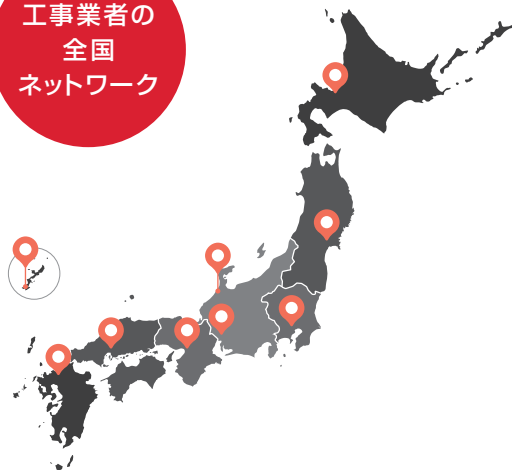 工事業者の
全国
ネットワーク